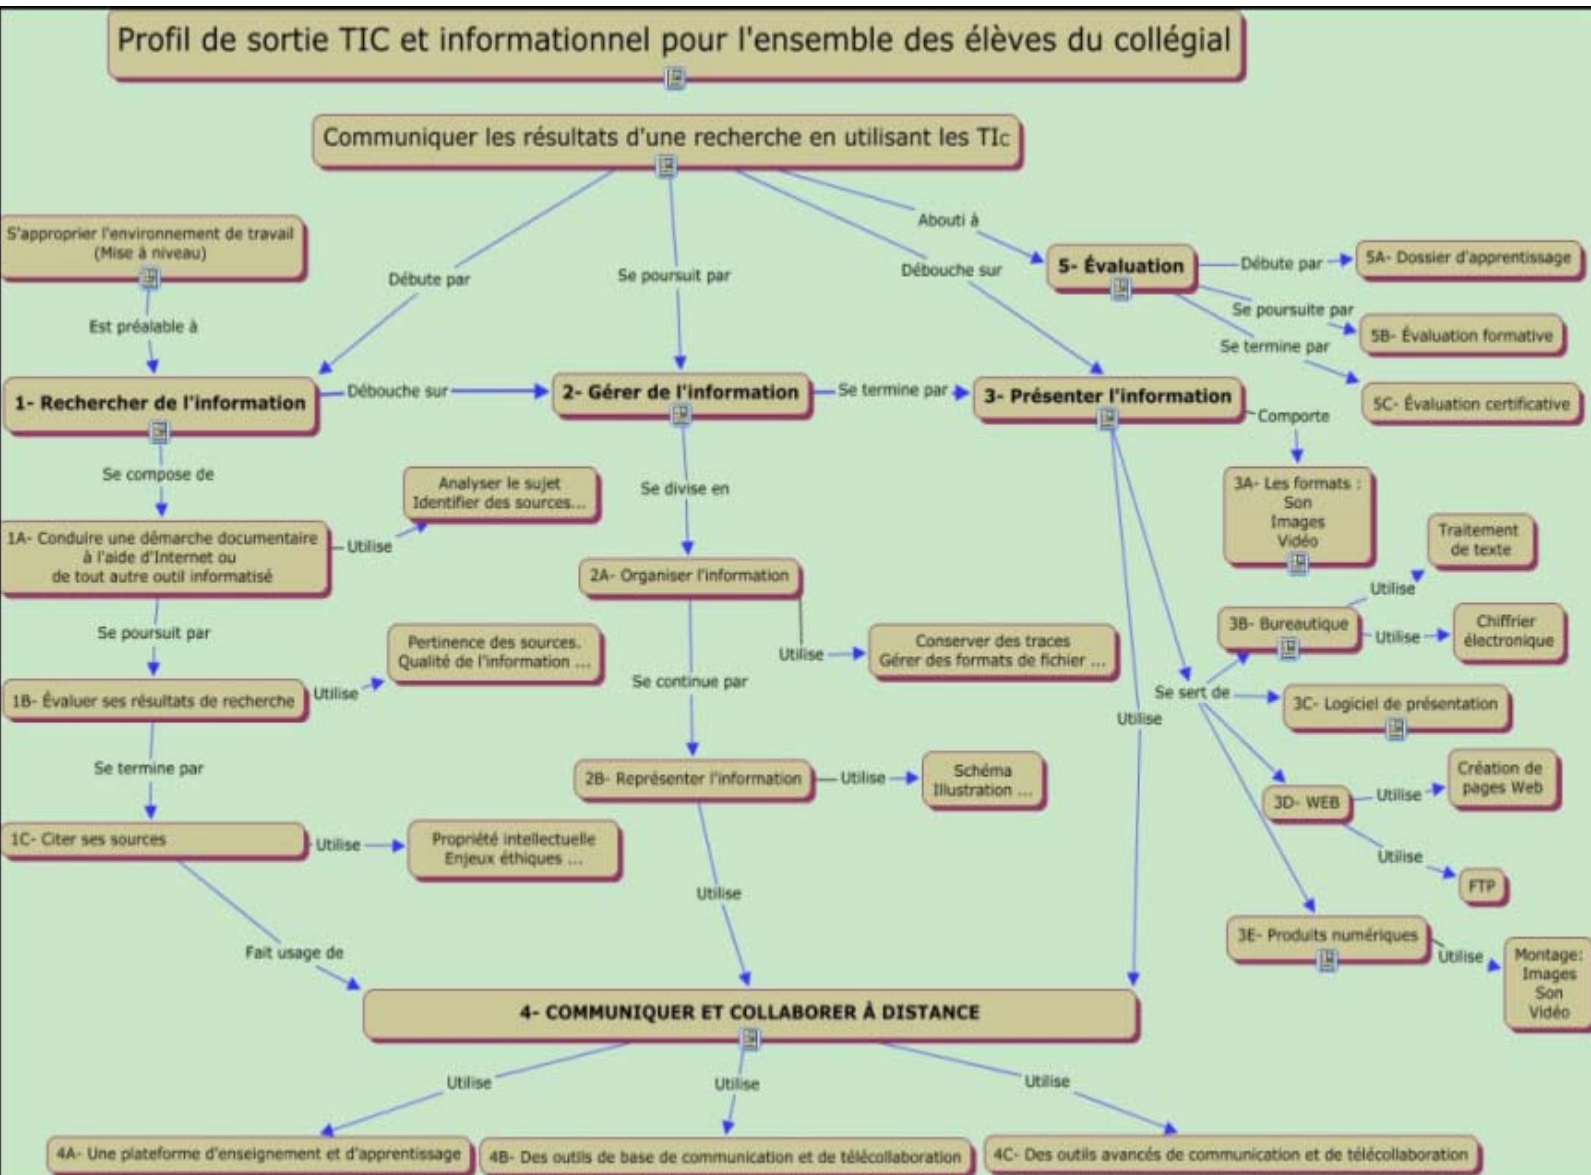 Profil de sortie TIC et informationnel pour l'ensemble des élèves du collégial
Communiquer les résultats d'une recherche en utilisant les TIC
S'approprier l'environnement de travail
(Mise à niveau)
Est préalable à
Débute par
Se poursuit par
Débouche sur
Abouti à
5- Évaluation
Débute par
5A- Dossier d'apprentissage
Se poursuite par
5B- Évaluation formative
Se termine par
5C- Évaluation certificative
1- Rechercher de l'information
Débouche sur
2- Gérer de l'information
Se termine par
3- Présenter l'information
Comporte
3A- Les formats :
Son
Images
Vidéo
Se compose de
1A- Conduire une démarche documentaire
à l'aide d'Internet ou
de tout autre outil informatisé
Utilise
Analyser le sujet
Identifier des sources...
Se poursuit par
1B- Évaluer ses résultats de recherche
Utilise
Pertinence des sources.
Qualité de l'information ...
Se termine par
1C- Citer ses sources
Utilise
Propriété intellectuelle
Enjeux éthiques ...
Fait usage de
Se divise en
2A- Organiser l'information
Utilise
Conserver des traces
Gérer des formats de fichier ...
Se continue par
2B- Représenter l'information
Utilise
Schéma
Illustration ...
Utilise
Utilise
Se sert de
3B- Bureautique
Utilise
Traitement
de texte
Utilise
Chiffrier
électronique
3C- Logiciel de présentation
3D- WEB
Utilise
Création de
pages Web
Utilise
FTP
3E- Produits numériques
Utilise
Montage:
Images
Son
Vidéo
4- COMMUNIQUER ET COLLABORER À DISTANCE
Utilise
Utilise
Utilise
4A- Une plateforme d'enseignement et d'apprentissage
4B- Des outils de base de communication et de télécollaboration
4C- Des outils avancés de communication et de télécollaboration